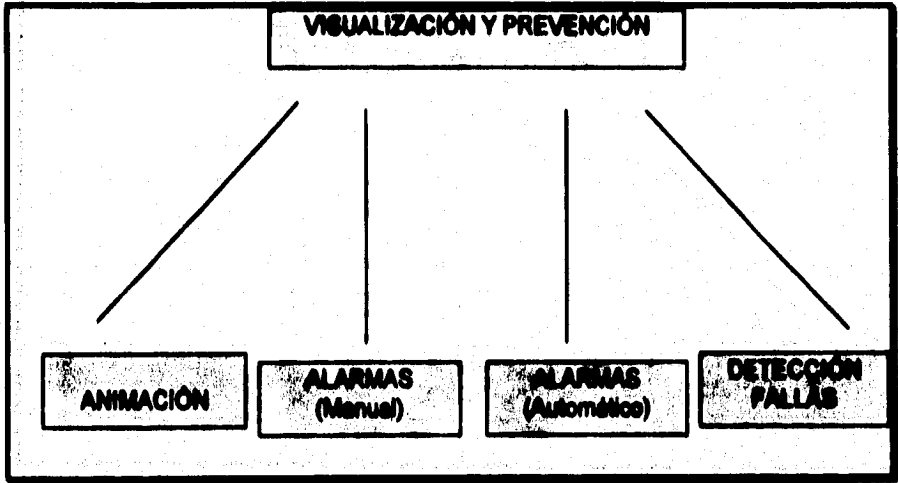 VISUALIZACIÓN Y PREVENCIÓN
ANIMACIÓN
ALARMAS
(Manual)
ALARMAS
(Automático)
DETECCIÓN
FALLAS